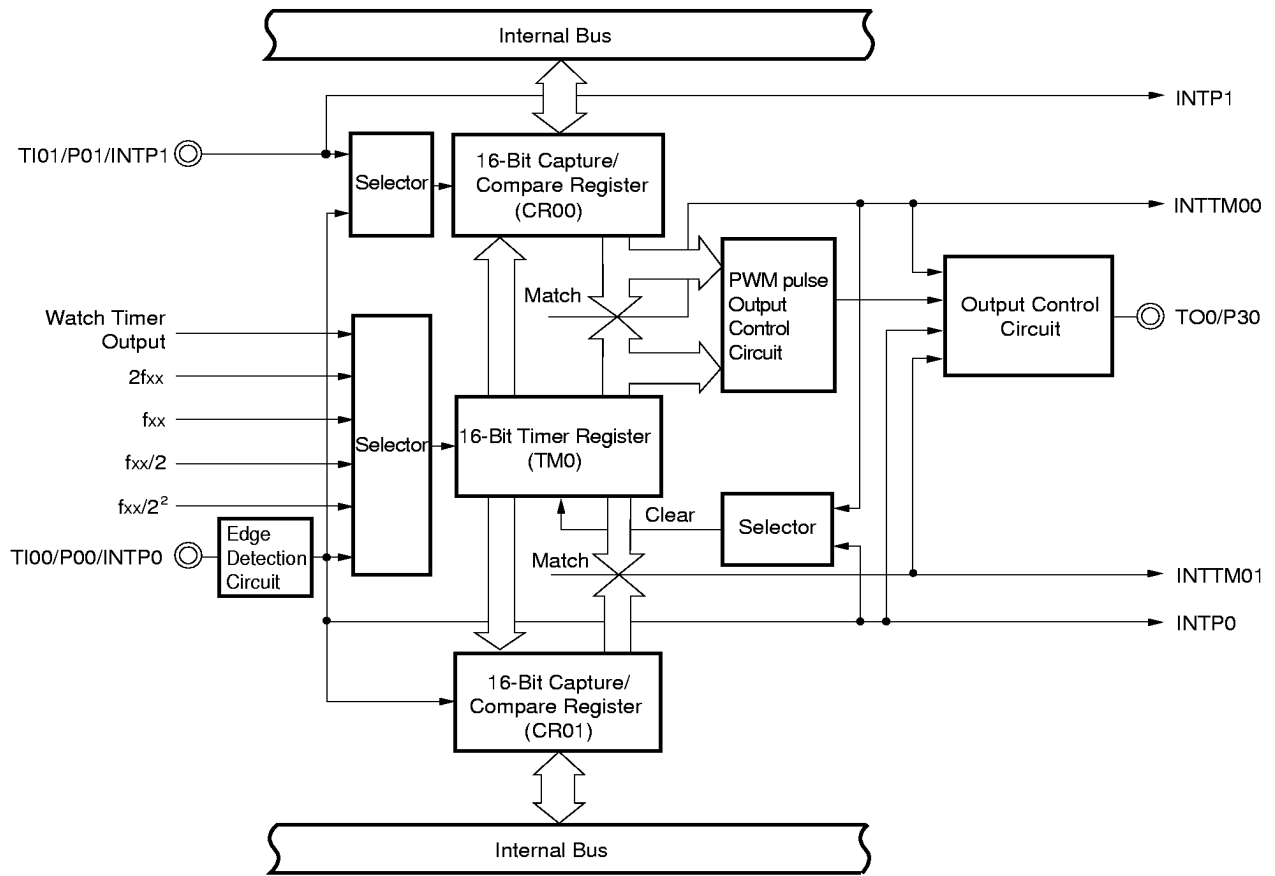 Internal Bus
INTP1
TI01/P01/INTP1
Selector
16-Bit Capture/
Compare Register
(CR00)
INTTM00
Match
PWM pulse
Output
Control
Circuit
Output Control
Circuit
TO0/P30
Watch Timer
Output
2fxx
fxx
fxx/2
fxx/2²
Selector
16-Bit Timer Register
(TM0)
Clear
Selector
TI00/P00/INTP0
Edge
Detection
Circuit
Match
INTTM01
INTP0
16-Bit Capture/
Compare Register
(CR01)
Internal Bus